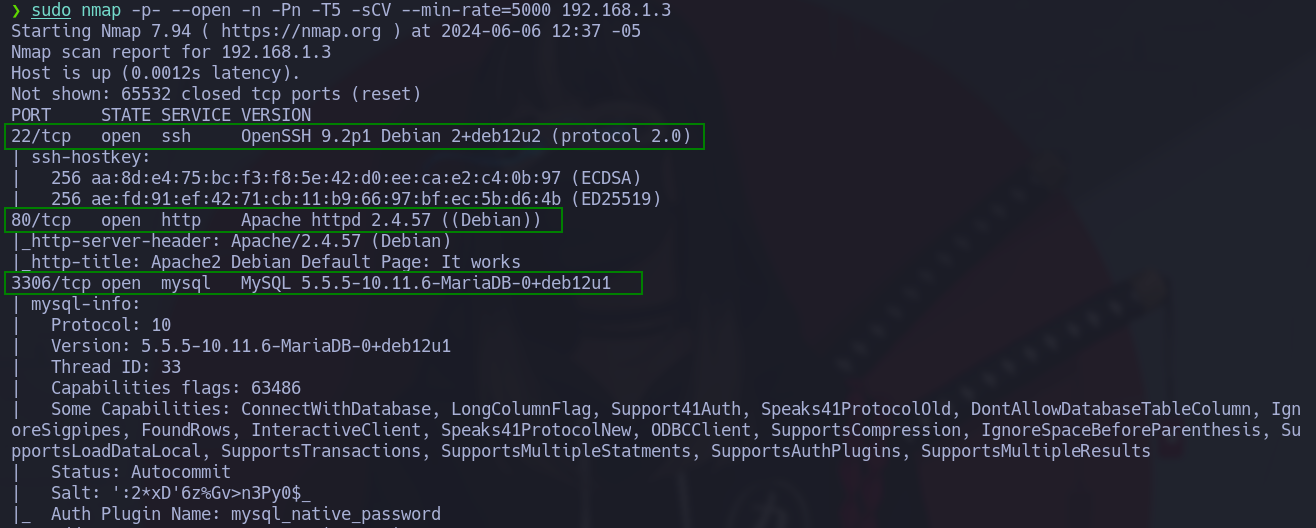 ❯ sudo nmap -p- --open -n -Pn -T5 -sCV --min-rate=5000 192.168.1.3
Starting Nmap 7.94 ( https://nmap.org ) at 2024-06-06 12:37 -05
Nmap scan report for 192.168.1.3
Host is up (0.0012s latency).
Not shown: 65532 closed tcp ports (reset)
PORT     STATE SERVICE VERSION
22/tcp   open  ssh     OpenSSH 9.2p1 Debian 2+deb12u2 (protocol 2.0)
| ssh-hostkey:
|   256 aa:8d:e4:75:bc:f3:f8:5e:42:d0:ee:ca:e2:c4:0b:97 (ECDSA)
|   256 ae:fd:91:ef:42:71:cb:11:b9:66:97:bf:ec:5b:d6:4b (ED25519)
80/tcp   open  http    Apache httpd 2.4.57 ((Debian))
|_http-server-header: Apache/2.4.57 (Debian)
|_http-title: Apache2 Debian Default Page: It works
3306/tcp open  mysql   MySQL 5.5.5-10.11.6-MariaDB-0+deb12u1
| mysql-info:
|   Protocol: 10
|   Version: 5.5.5-10.11.6-MariaDB-0+deb12u1
|   Thread ID: 33
|   Capabilities flags: 63486
|   Some Capabilities: ConnectWithDatabase, LongColumnFlag, Support41Auth, Speaks41ProtocolOld, DontAllowDatabaseTableColumn, Ign
oreSigpipes, FoundRows, InteractiveClient, Speaks41ProtocolNew, ODBCClient, SupportsCompression, IgnoreSpaceBeforeParenthesis, Su
pportsLoadDataLocal, SupportsTransactions, SupportsMultipleStatments, SupportsAuthPlugins, SupportsMultipleResults
|   Status: Autocommit
|   Salt: ':2*xD'6z%Gv>n3Py0$_
|_  Auth Plugin Name: mysql_native_password